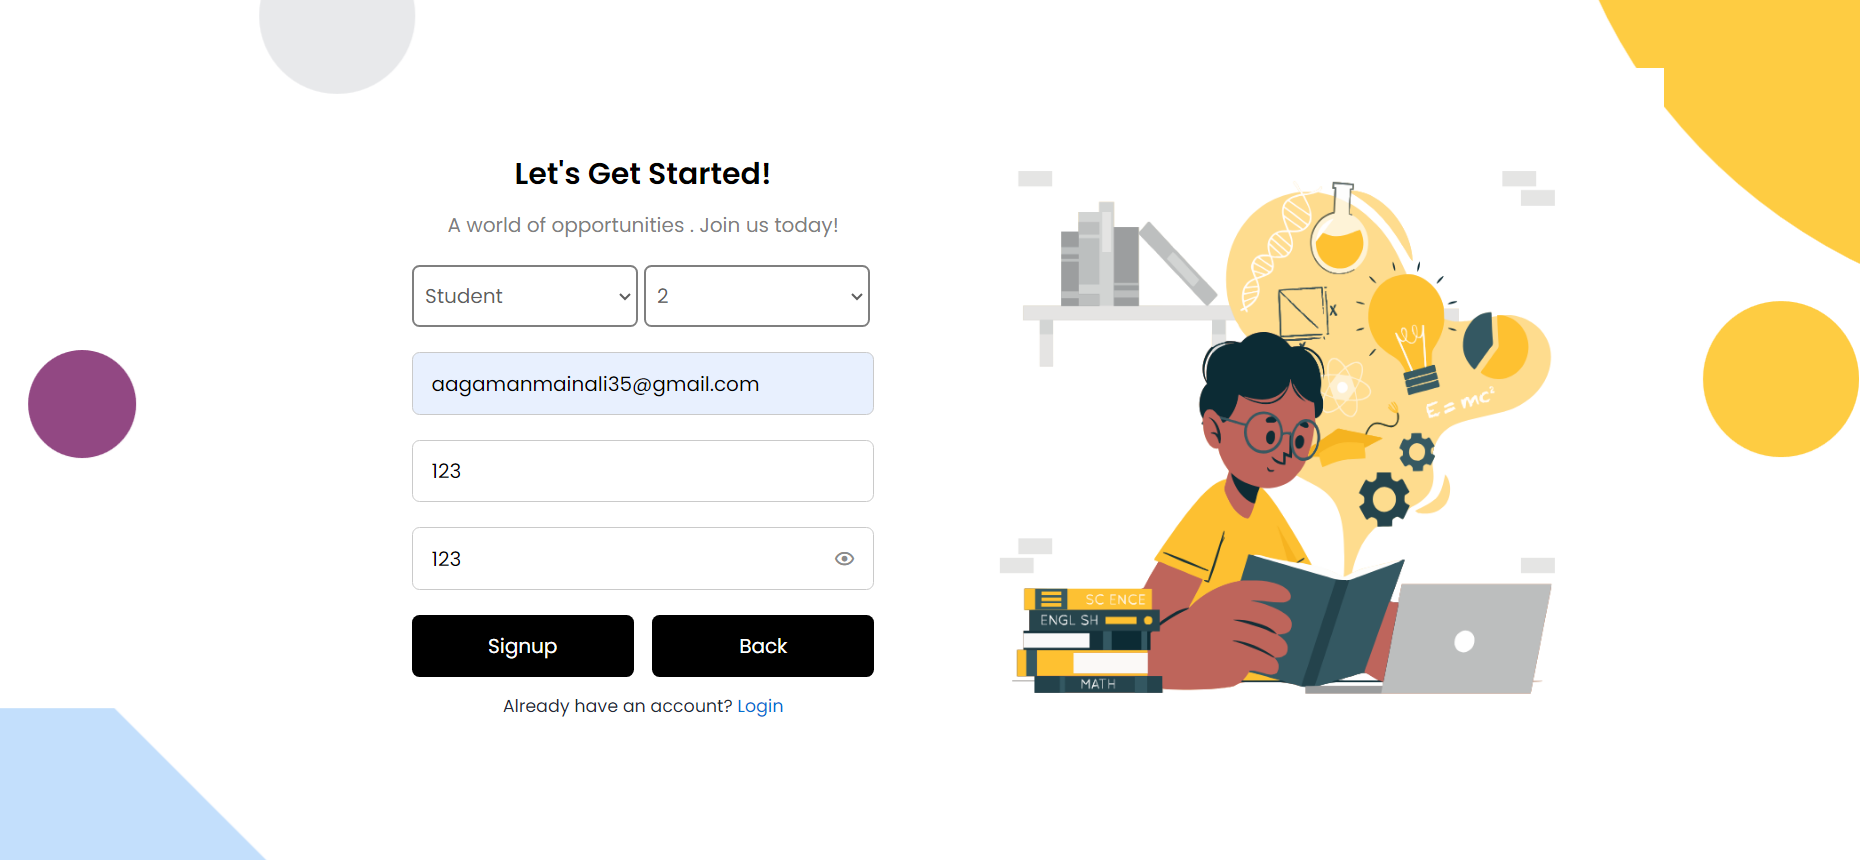 Let's Get Started!
A world of opportunities . Join us today!
Student 2
aagamanmainali35@gmail.com
123
123
Signup Back
Already have an account? Login
x
E = mc²
SC ENCE
ENGL SH
MATH